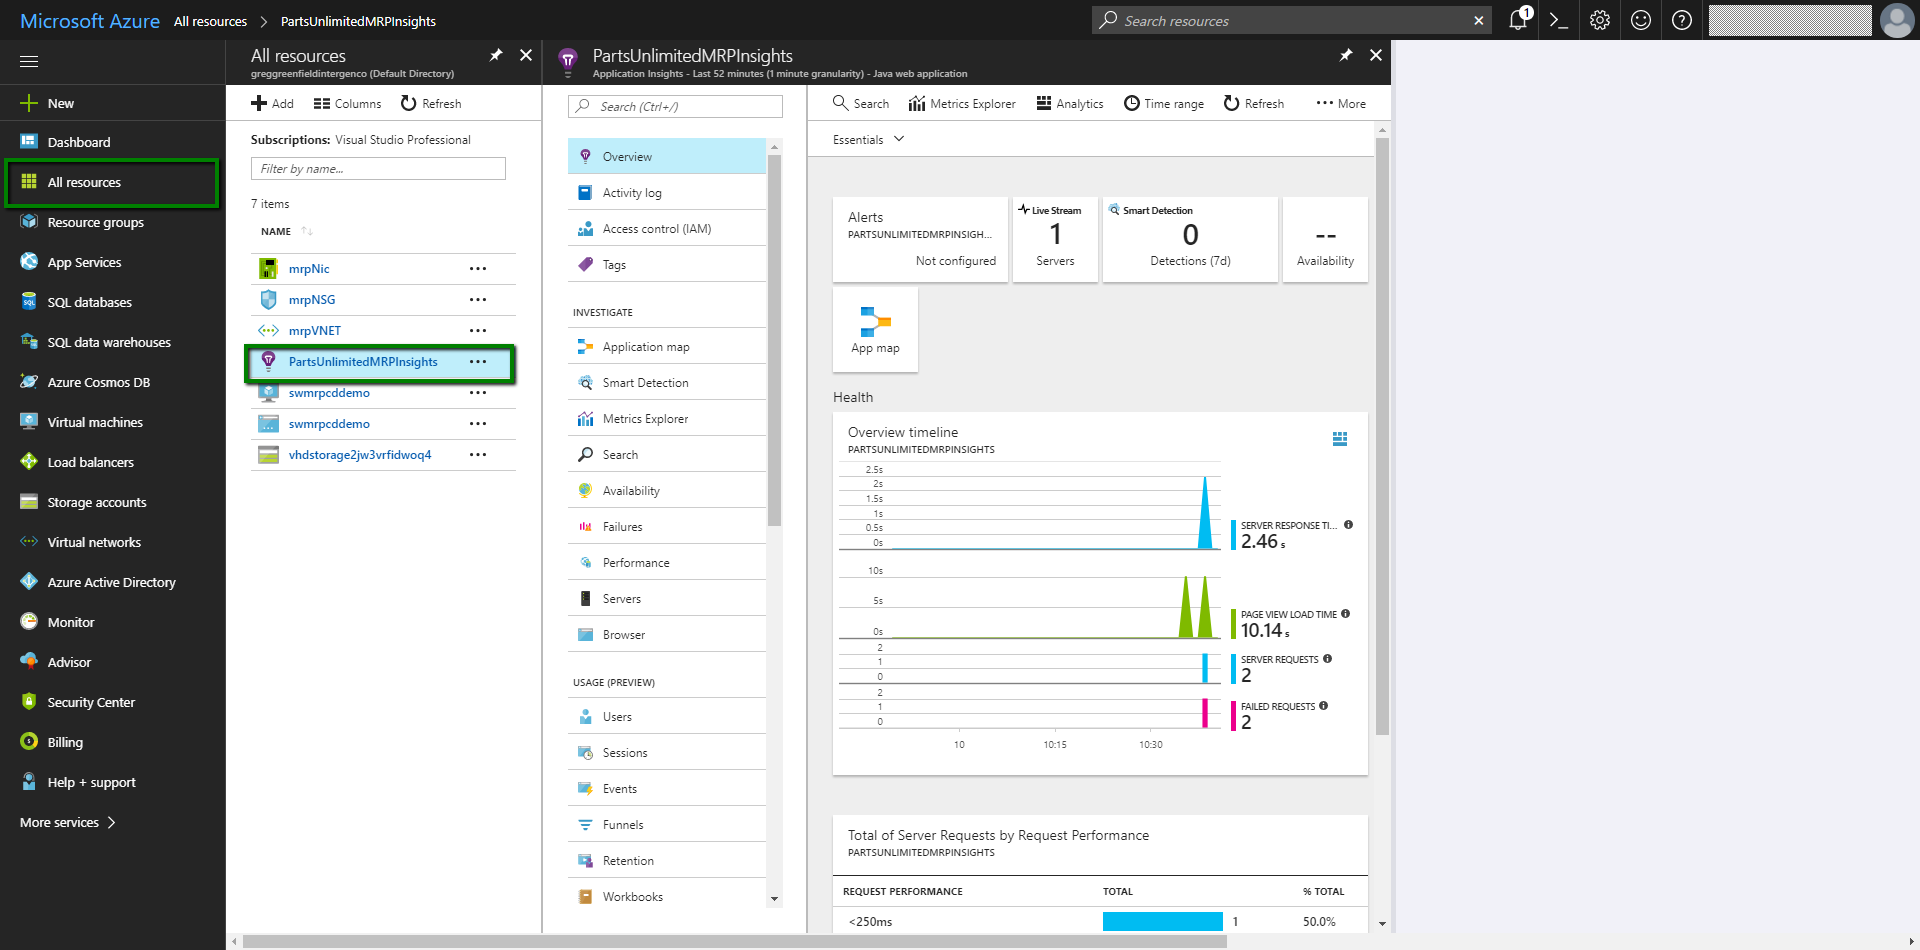 Microsoft Azure All resources > PartsUnlimitedMRPInsights
Search resources
1
New
Dashboard
All resources
Resource groups
App Services
SQL databases
SQL data warehouses
Azure Cosmos DB
Virtual machines
Load balancers
Storage accounts
Virtual networks
Azure Active Directory
Monitor
Advisor
Security Center
Billing
Help + support
More services >
All resources
greggreenfieldintergenco (Default Directory)
Add Columns Refresh
Subscriptions: Visual Studio Professional
Filter by name...
7 items
NAME
mrpNic
mrpNSG
mrpVNET
PartsUnlimitedMRPInsights
swmrpcddemo
swmrpcddemo
vhdstorage2jw3vrfidwoq4
PartsUnlimitedMRPInsights
Application Insights - Last 52 minutes (1 minute granularity) - Java web application
Search (Ctrl+/)
Overview
Activity log
Access control (IAM)
Tags
INVESTIGATE
Application map
Smart Detection
Metrics Explorer
Search
Availability
Failures
Performance
Servers
Browser
USAGE (PREVIEW)
Users
Sessions
Events
Funnels
Retention
Workbooks
Search Metrics Explorer Analytics Time range Refresh More
Essentials
Alerts
PARTSUNLIMITEDMRPINSIGH...
Not configured
Live Stream
1
Servers
Smart Detection
0
Detections (7d)
--
Availability
App map
Health
Overview timeline
PARTSUNLIMITEDMRPINSIGHTS
2.5s
2s
1.5s
1s
0.5s
0s
SERVER RESPONSE TI...
2.46 s
10s
5s
0s
PAGE VIEW LOAD TIME
10.14 s
2
1
0
SERVER REQUESTS
2
2
1
0
FAILED REQUESTS
2
10 10:15 10:30
Total of Server Requests by Request Performance
PARTSUNLIMITEDMRPINSIGHTS
REQUEST PERFORMANCE TOTAL % TOTAL
<250ms 1 50.0%